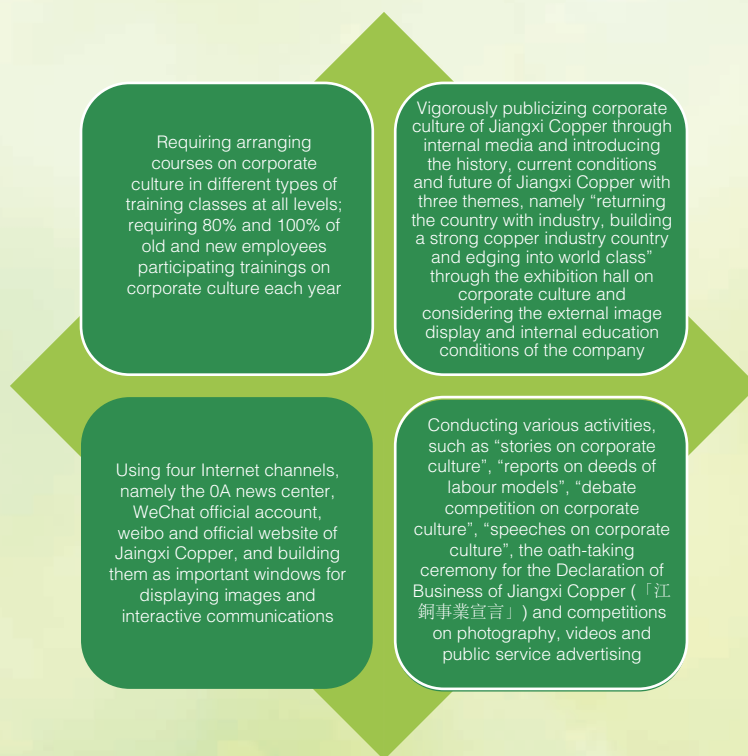 Requiring arranging
courses on corporate
culture in different types of
training classes at all levels;
requiring 80% and 100% of
old and new employees
participating trainings on
corporate culture each year
Vigorously publicizing corporate
culture of Jiangxi Copper through
internal media and introducing
the history, current conditions
and future of Jiangxi Copper with
three themes, namely “returning
the country with industry, building
a strong copper industry country
and edging into world class”
through the exhibition hall on
corporate culture and
considering the external image
display and internal education
conditions of the company
Using four Internet channels,
namely the 0A news center,
WeChat official account,
weibo and official website of
Jaingxi Copper, and building
them as important windows for
displaying images and
interactive communications
Conducting various activities,
such as “stories on corporate
culture”, “reports on deeds of
labour models”, “debate
competition on corporate
culture”, “speeches on corporate
culture”, the oath-taking
ceremony for the Declaration of
Business of Jiangxi Copper (「江
銅事業宣言」) and competitions
on photography, videos and
public service advertising